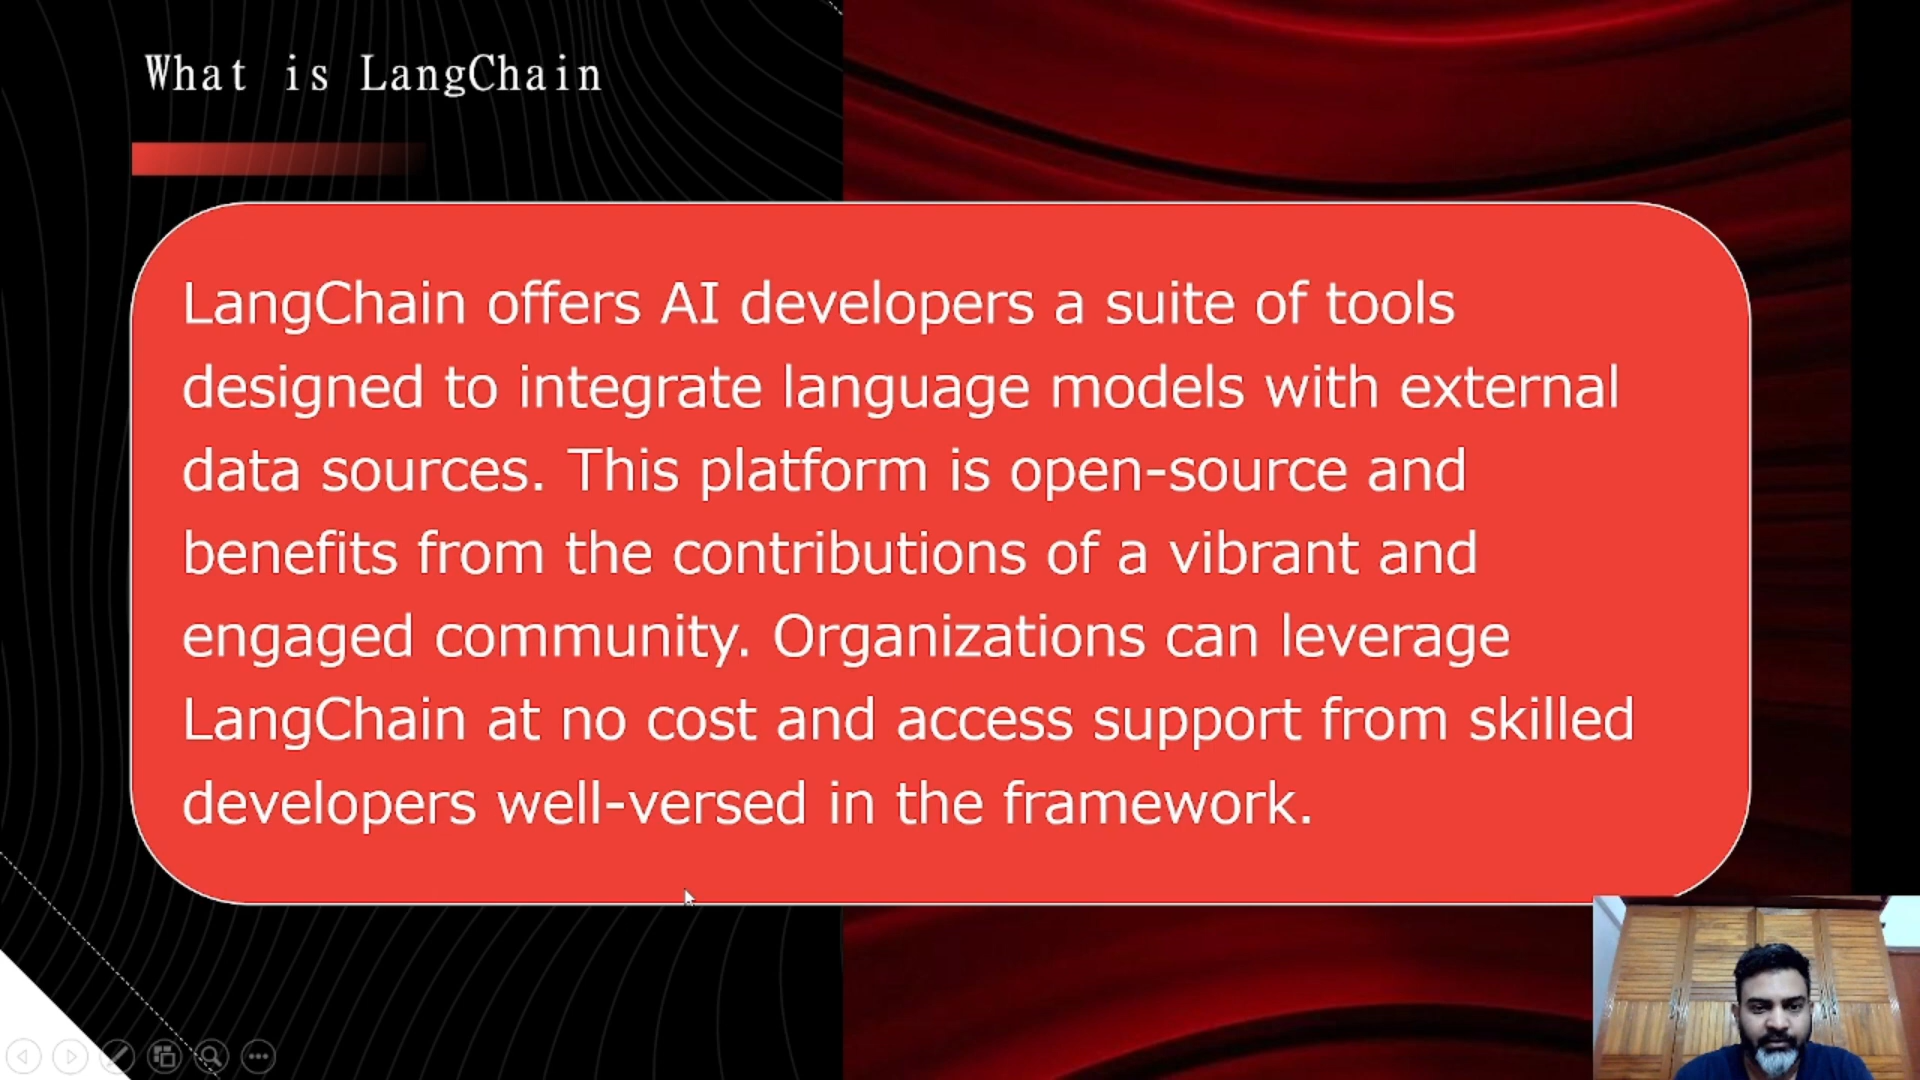 What is LangChain
LangChain offers AI developers a suite of tools
designed to integrate language models with external
data sources. This platform is open-source and
benefits from the contributions of a vibrant and
engaged community. Organizations can leverage
LangChain at no cost and access support from skilled
developers well-versed in the framework.